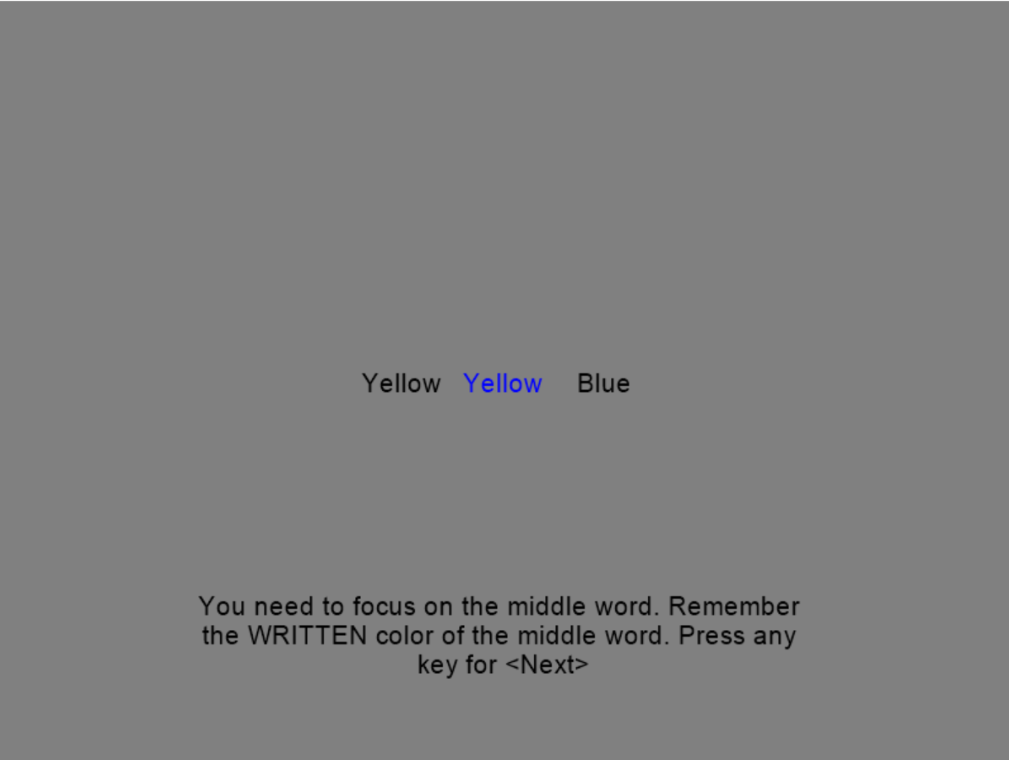 Yellow Yellow Blue
You need to focus on the middle word. Remember
the WRITTEN color of the middle word. Press any
key for <Next>